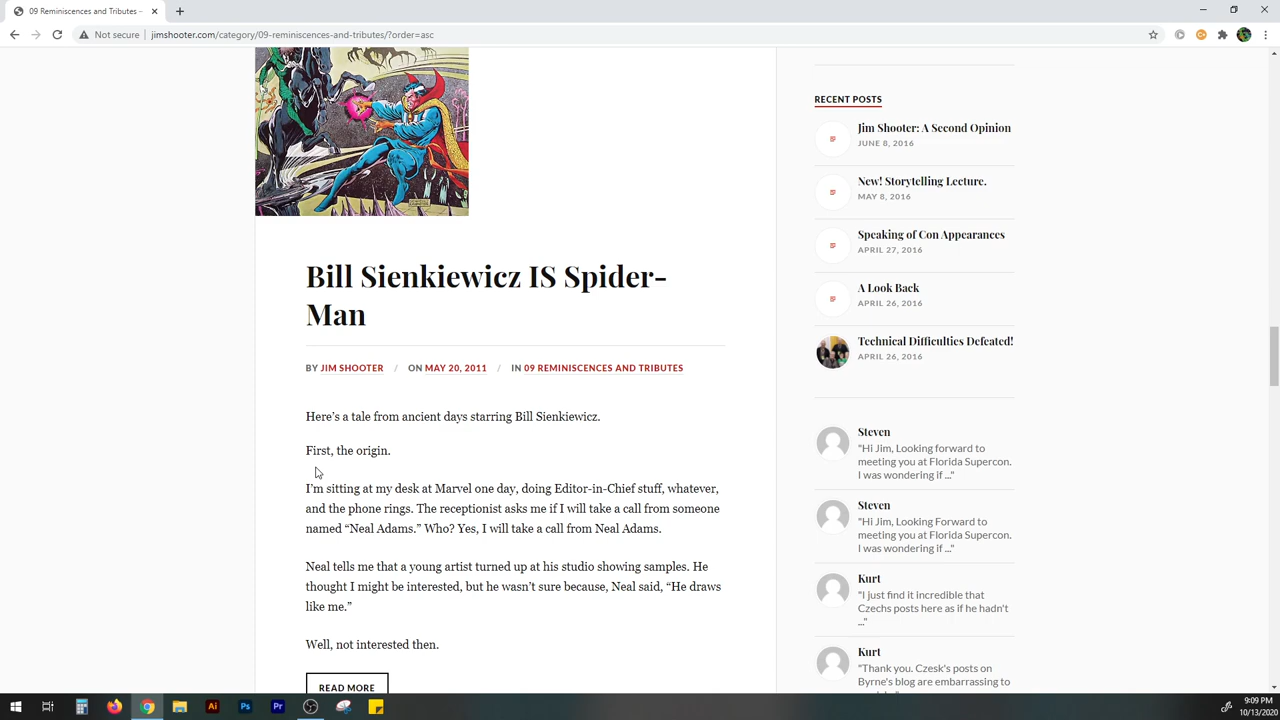 09 Reminiscences and Tributes –
Not secure
jimshooter.com/category/09-reminiscences-and-tributes/?order=asc
Bill Sienkiewicz IS Spider-
Man
BY JIM SHOOTER / ON MAY 20, 2011 / IN 09 REMINISCENCES AND TRIBUTES
Here’s a tale from ancient days starring Bill Sienkiewicz.
First, the origin.
I’m sitting at my desk at Marvel one day, doing Editor-in-Chief stuff, whatever,
and the phone rings. The receptionist asks me if I will take a call from someone
named “Neal Adams.” Who? Yes, I will take a call from Neal Adams.
Neal tells me that a young artist turned up at his studio showing samples. He
thought I might be interested, but he wasn’t sure because, Neal said, “He draws
like me.”
Well, not interested then.
READ MORE
RECENT POSTS
Jim Shooter: A Second Opinion
JUNE 8, 2016
New! Storytelling Lecture.
MAY 8, 2016
Speaking of Con Appearances
APRIL 27, 2016
A Look Back
APRIL 26, 2016
Technical Difficulties Defeated!
APRIL 26, 2016
Steven
"Hi Jim, Looking forward to
meeting you at Florida Supercon.
I was wondering if ..."
Steven
"Hi Jim, Looking Forward to
meeting you at Florida Supercon.
I was wondering if ..."
Kurt
"I just find it incredible that
Czechs posts here as if he hadn't
..."
Kurt
"Thank you. Czesk's posts on
Byrne's blog are embarrassing to
Ai
Ps
Pr
9:09 PM
10/13/2020